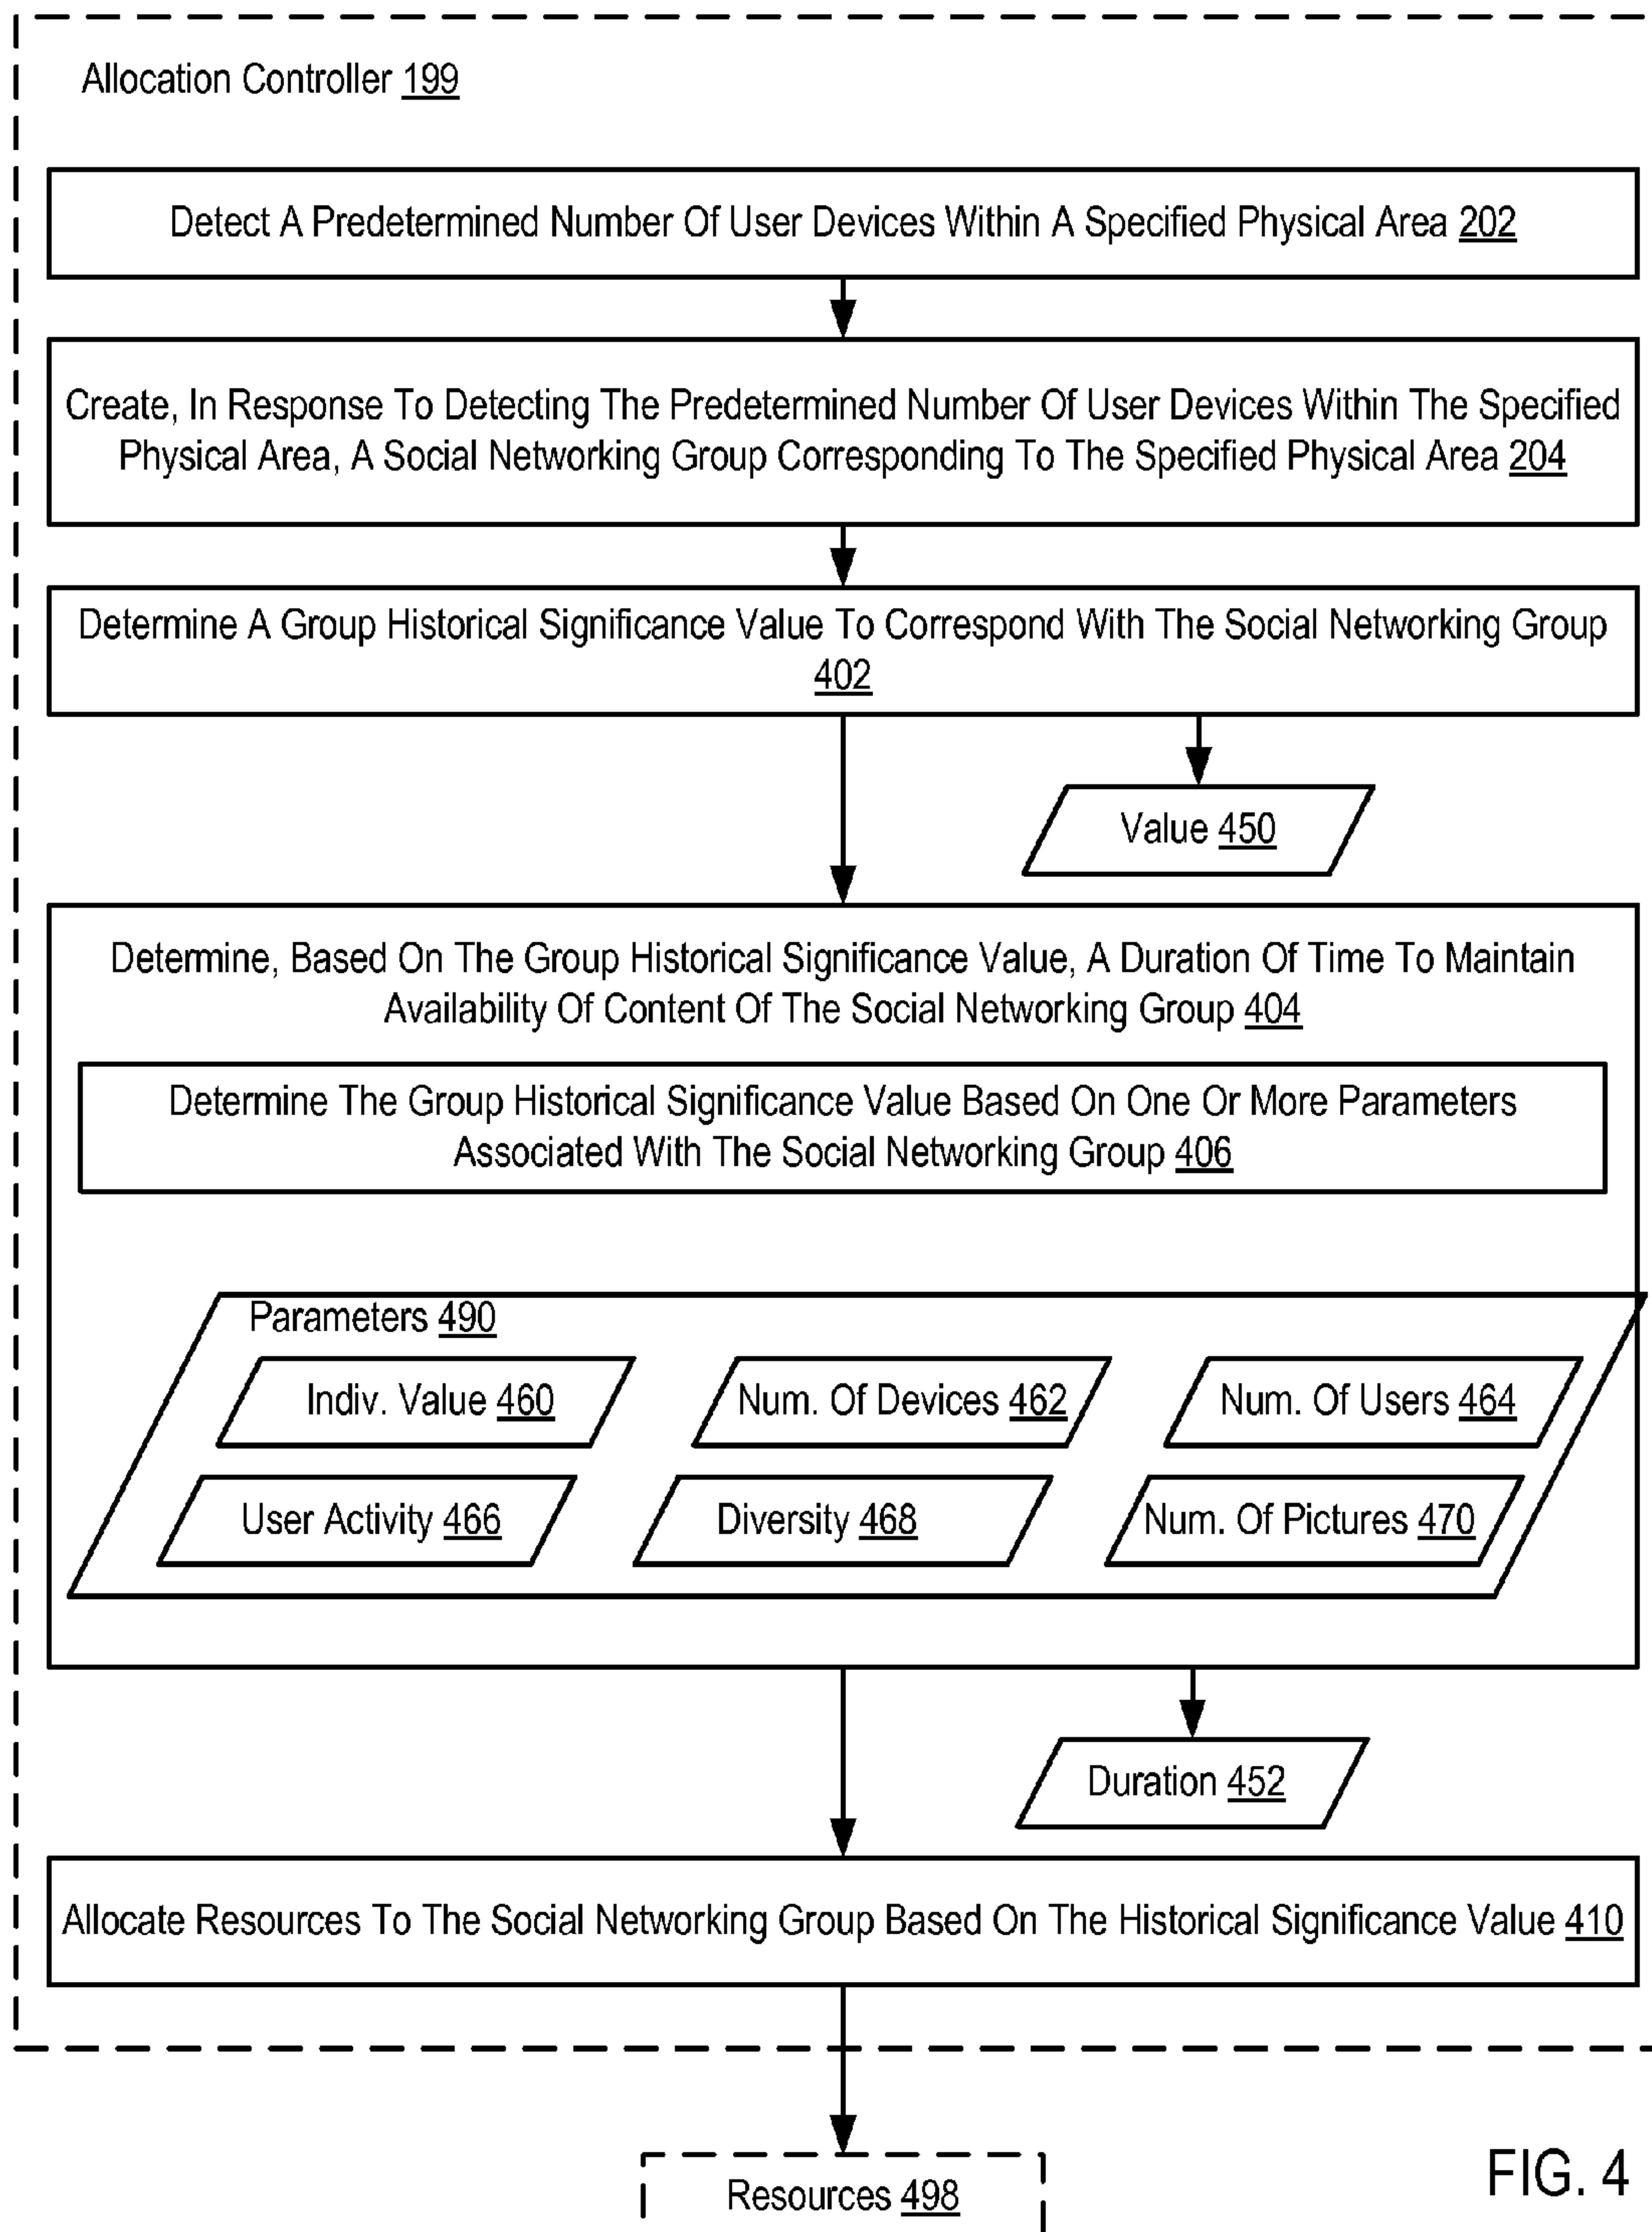 Allocation Controller 199
Detect A Predetermined Number Of User Devices Within A Specified Physical Area 202
Create, In Response To Detecting The Predetermined Number Of User Devices Within The Specified
Physical Area, A Social Networking Group Corresponding To The Specified Physical Area 204
Determine A Group Historical Significance Value To Correspond With The Social Networking Group
402
Value 450
Determine, Based On The Group Historical Significance Value, A Duration Of Time To Maintain
Availability Of Content Of The Social Networking Group 404
Determine The Group Historical Significance Value Based On One Or More Parameters
Associated With The Social Networking Group 406
Parameters 490
Indiv. Value 460
Num. Of Devices 462
Num. Of Users 464
User Activity 466
Diversity 468
Num. Of Pictures 470
Duration 452
Allocate Resources To The Social Networking Group Based On The Historical Significance Value 410
Resources 498
FIG. 4